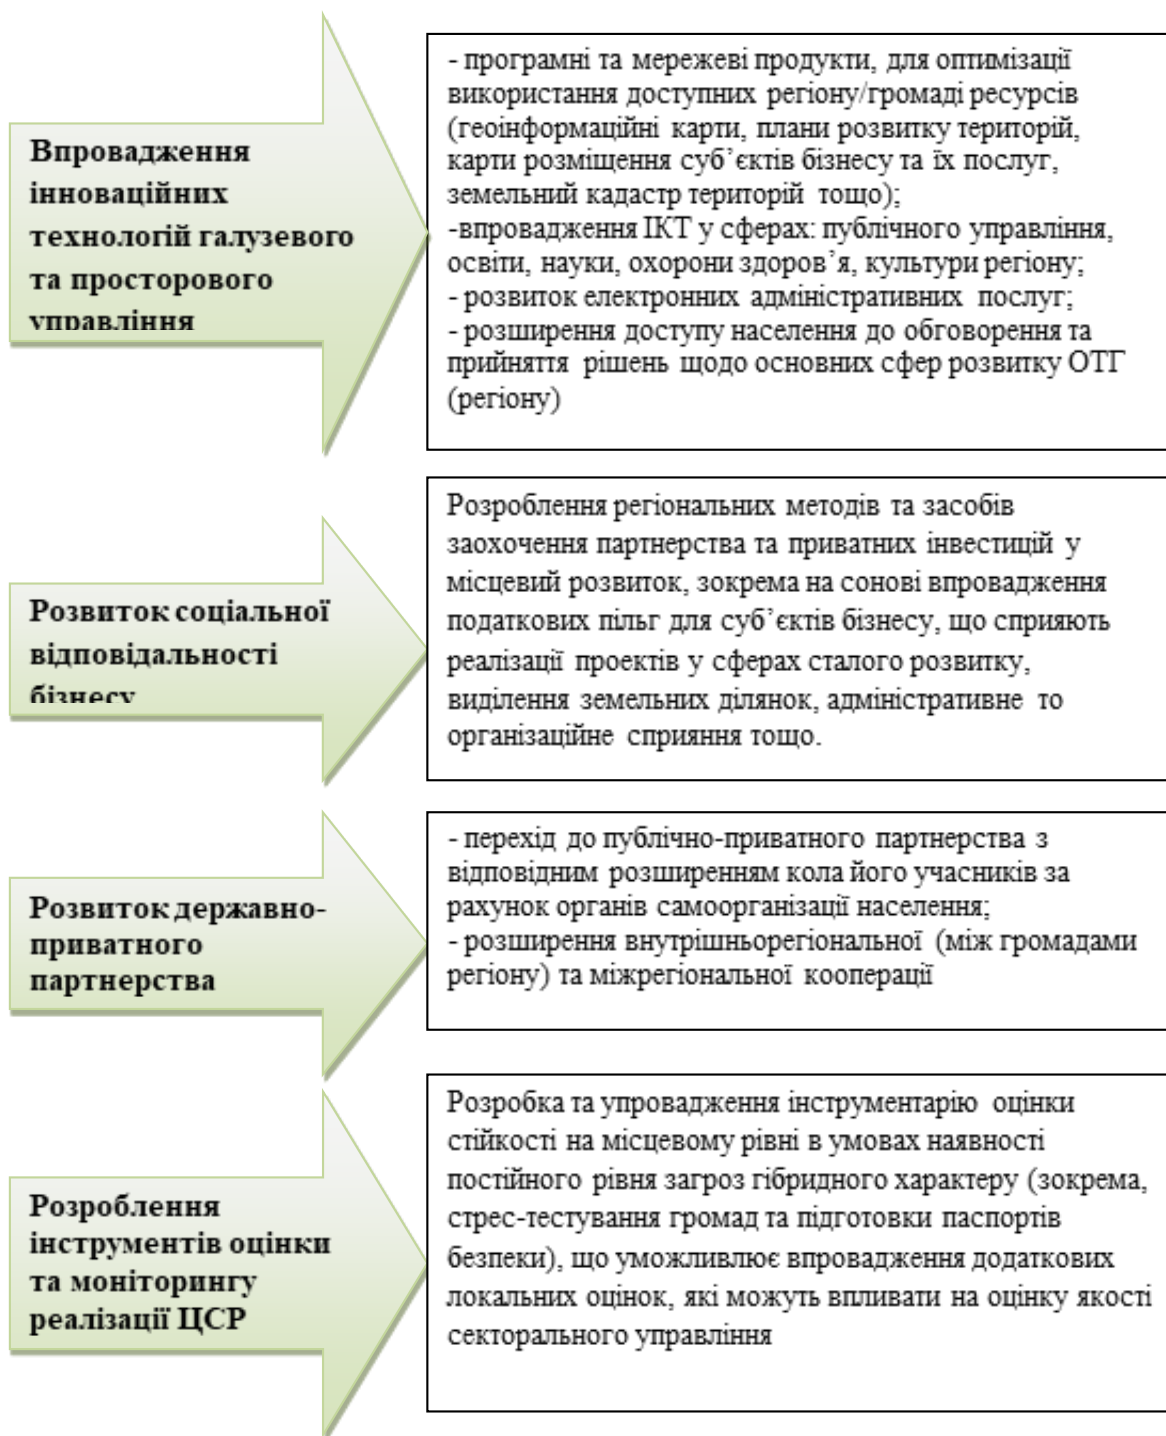 Впровадження
інноваційних
технологій галузевого
та просторового
управління
- програмні та мережеві продукти, для оптимізації
використання доступних регіону/громаді ресурсів
(геоінформаційні карти, плани розвитку територій,
карти розміщення суб’єктів бізнесу та їх послуг,
земельний кадастр територій тощо);
-впровадження ІКТ у сферах: публічного управління,
освіти, науки, охорони здоров’я, культури регіону;
- розвиток електронних адміністративних послуг;
- розширення доступу населення до обговорення та
прийняття рішень щодо основних сфер розвитку ОТГ
(регіону)
Розвиток соціальної
відповідальності
бізнесу
Розроблення регіональних методів та засобів
заохочення партнерства та приватних інвестицій у
місцевий розвиток, зокрема на сонові впровадження
податкових пільг для суб’єктів бізнесу, що сприяють
реалізації проектів у сферах сталого розвитку,
виділення земельних ділянок, адміністративне то
організаційне сприяння тощо.
Розвиток державно-
приватного
партнерства
- перехід до публічно-приватного партнерства з
відповідним розширенням кола його учасників за
рахунок органів самоорганізації населення;
- розширення внутрішньорегіональної (між громадами
регіону) та міжрегіональної кооперації
Розроблення
інструментів оцінки
та моніторингу
реалізації ЦСР
Розробка та упровадження інструментарію оцінки
стійкості на місцевому рівні в умовах наявності
постійного рівня загроз гібридного характеру (зокрема,
стрес-тестування громад та підготовки паспортів
безпеки), що уможливлює впровадження додаткових
локальних оцінок, які можуть впливати на оцінку якості
секторального управління